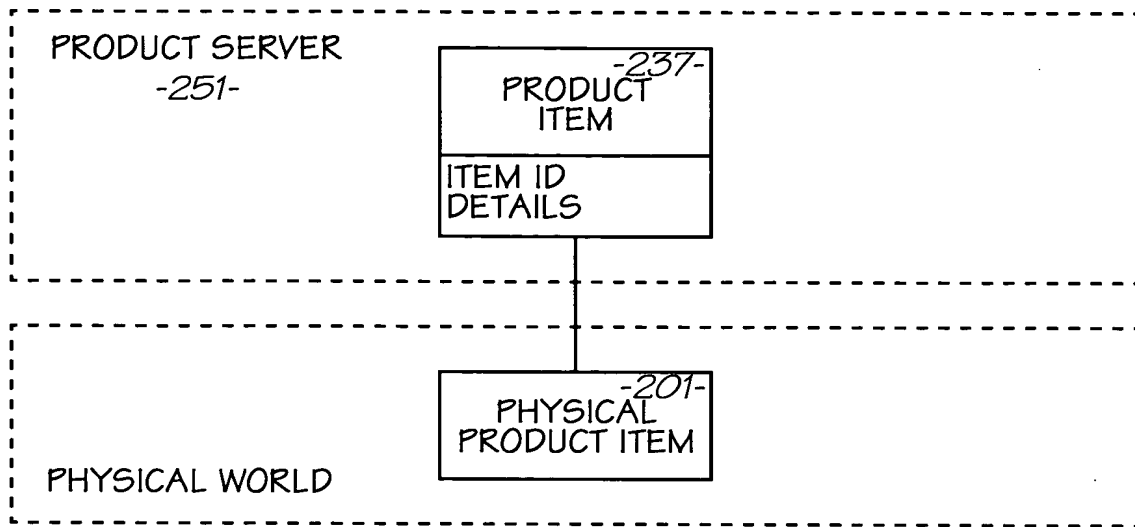 PRODUCT SERVER
-251-
-237-
PRODUCT
ITEM
ITEM ID
DETAILS
-201-
PHYSICAL
PRODUCT ITEM
PHYSICAL WORLD